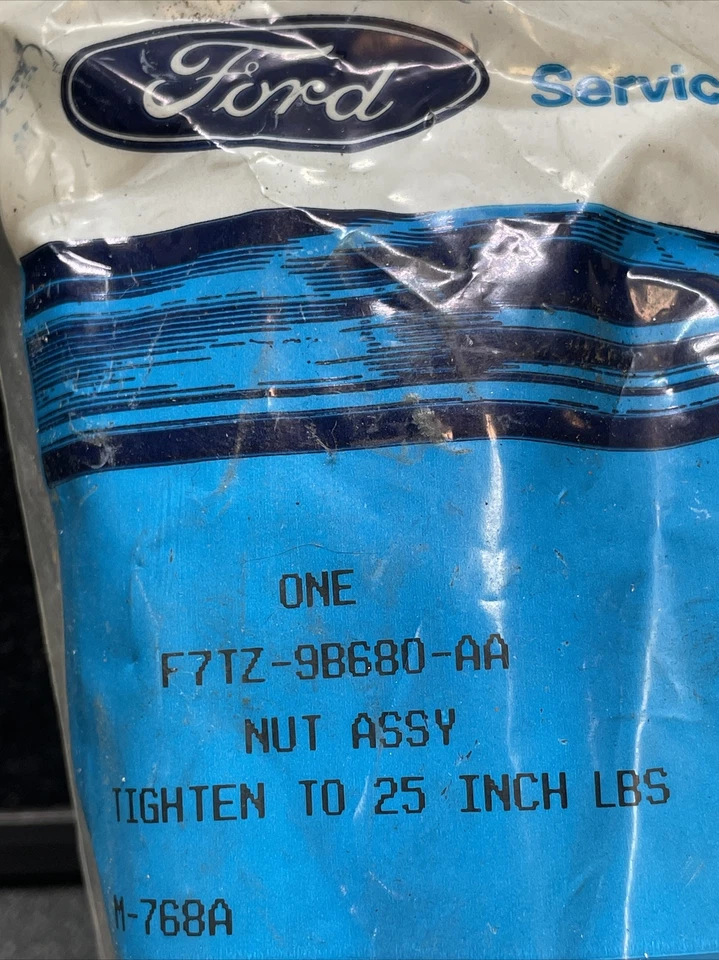 Ford
Servic
ONE
F7TZ-9B680-AA
NUT ASSY
TIGHTEN TO 25 INCH LBS
M-768A